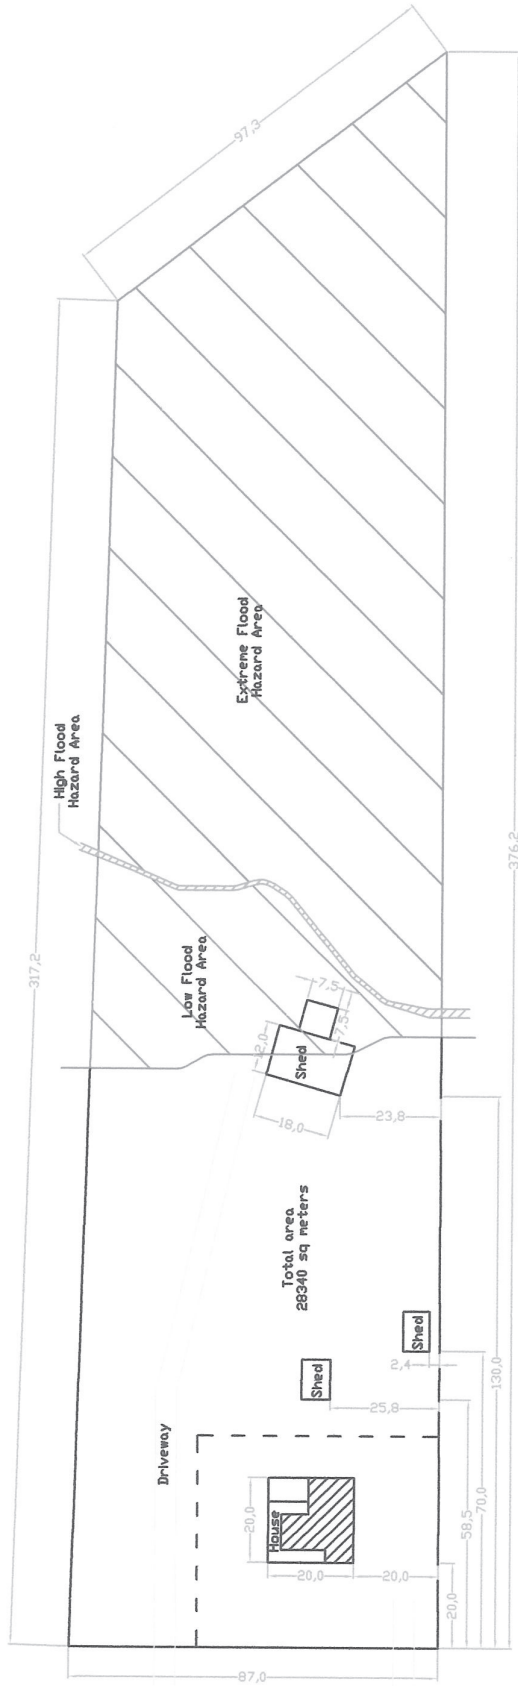 97,3
Extreme Flood
Hazard Area
High Flood
Hazard Area
376,2
317,2
Low Flood
Hazard Area
7,5
7,5
12,0
Shed
18,0
23,8
Total area
28340 sq meters
130,0
Shed
2,4
Shed
25,8
70,0
58,5
Driveway
20,0
House
20,0
20,0
20,0
87,0